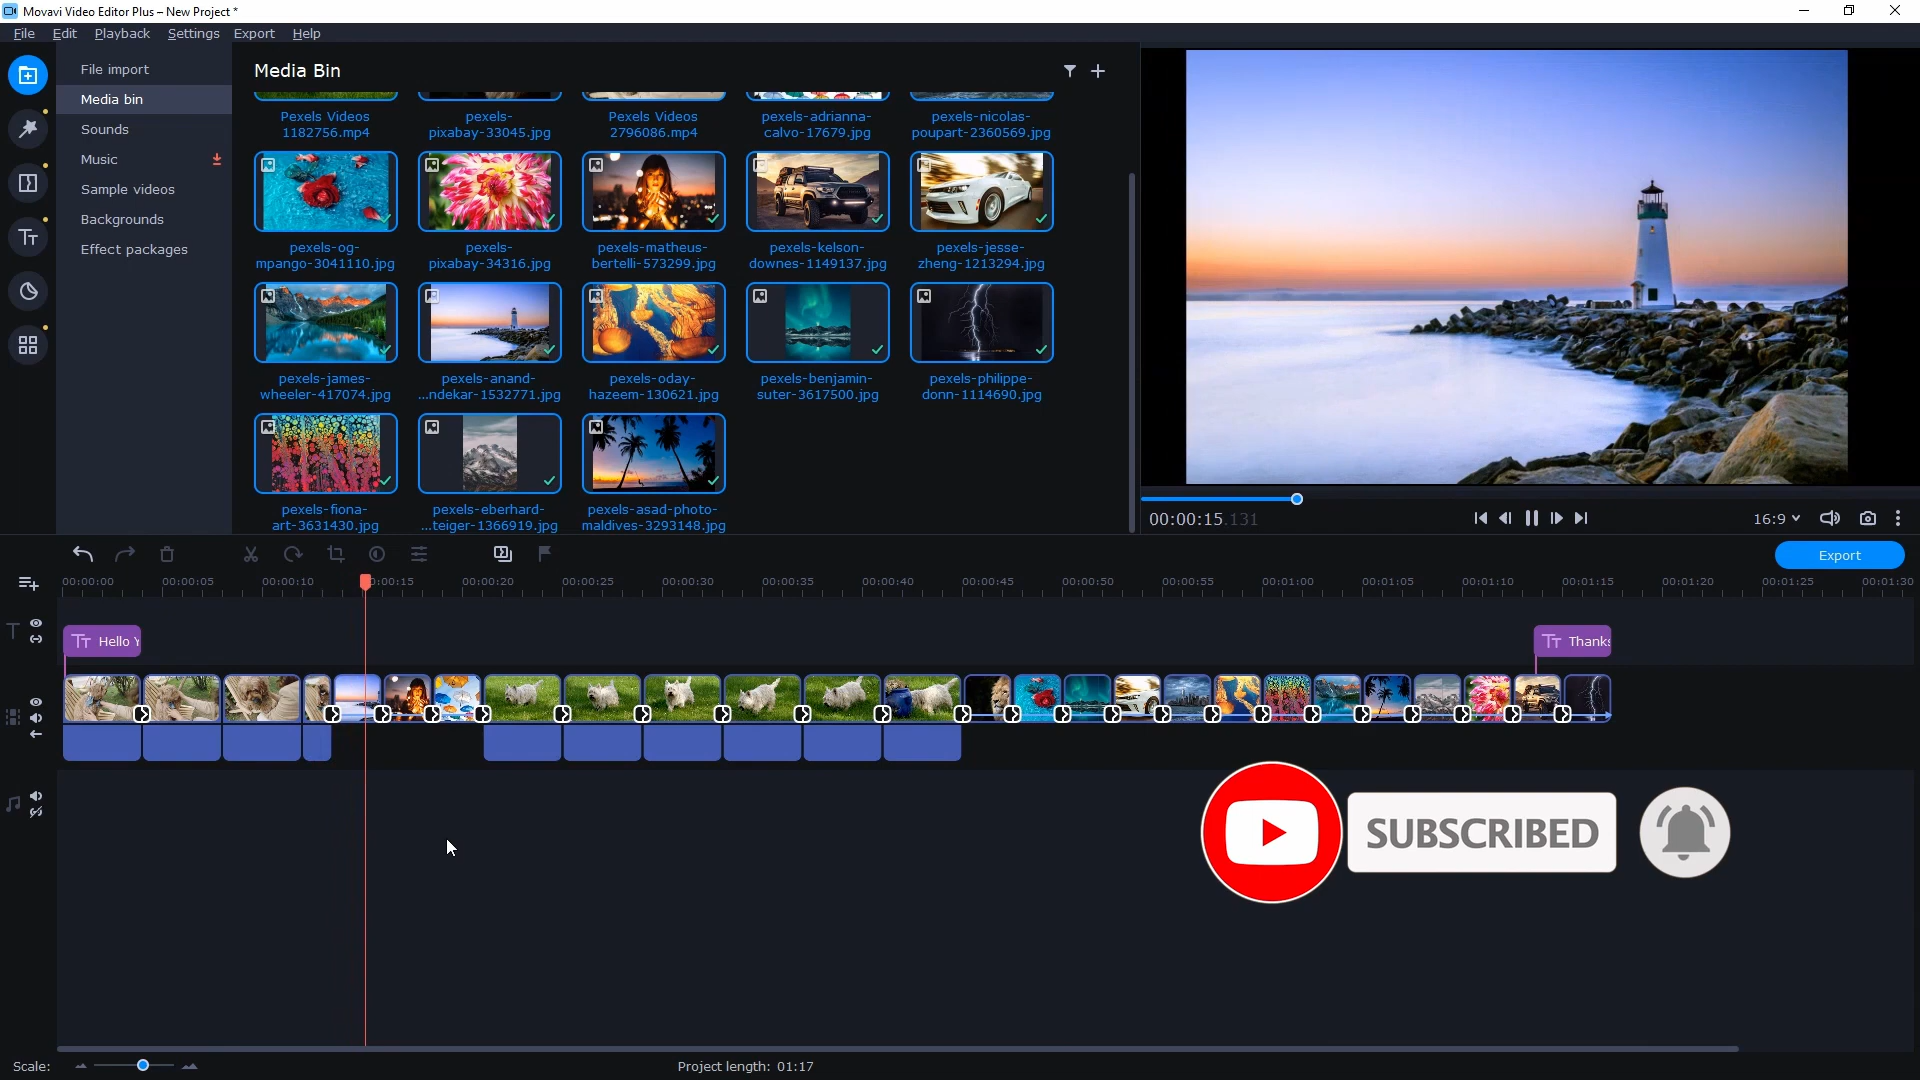 Movavi Video Editor Plus – New Project *
File Edit Playback Settings Export Help
File import
Media bin
Sounds
Music
Sample videos
Backgrounds
Effect packages
Media Bin
Pexels Videos
1182756.mp4
pexels-
pixabay-33045.jpg
Pexels Videos
2796086.mp4
pexels-adrianna-
calvo-17679.jpg
pexels-nicolas-
poupart-2360569.jpg
pexels-og-
mpango-3041110.jpg
pexels-
pixabay-34316.jpg
pexels-matheus-
bertelli-573299.jpg
pexels-kelson-
downes-1149137.jpg
pexels-jesse-
zheng-1213294.jpg
pexels-james-
wheeler-417074.jpg
pexels-anand-
...ndekar-1532771.jpg
pexels-oday-
hazeem-130621.jpg
pexels-benjamin-
suter-3617500.jpg
pexels-philippe-
donn-1114690.jpg
pexels-fiona-
art-3631430.jpg
pexels-eberhard-
...teiger-1366919.jpg
pexels-asad-photo-
maldives-3293148.jpg
00:00:15.131
16:9
Export
00:00:00 00:00:05 00:00:10 00:00:15 00:00:20 00:00:25 00:00:30 00:00:35 00:00:40 00:00:45 00:00:50 00:00:55 00:01:00 00:01:05 00:01:10 00:01:15 00:01:20 00:01:25 00:01:30
Hello Y
Thanks
SUBSCRIBED
Scale:
Project length: 01:17